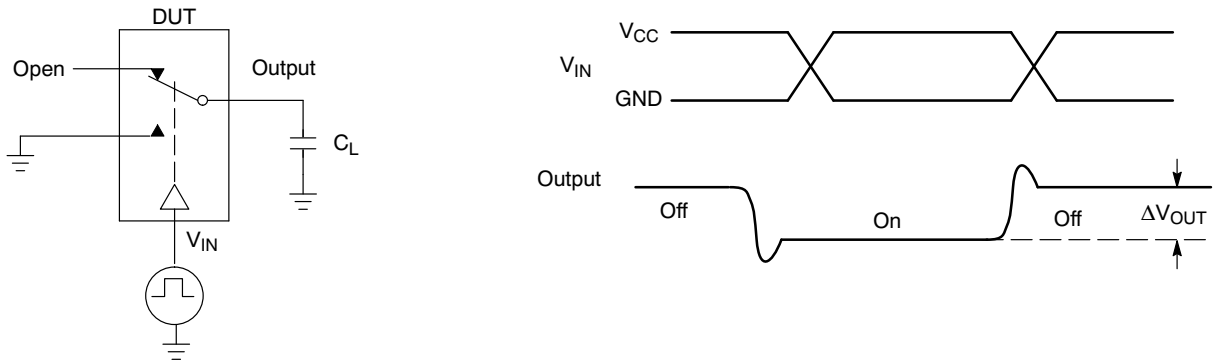 DUT
Open
Output
C_L
V_IN
V_CC
V_IN
GND
Output
Off
On
Off
ΔV_OUT